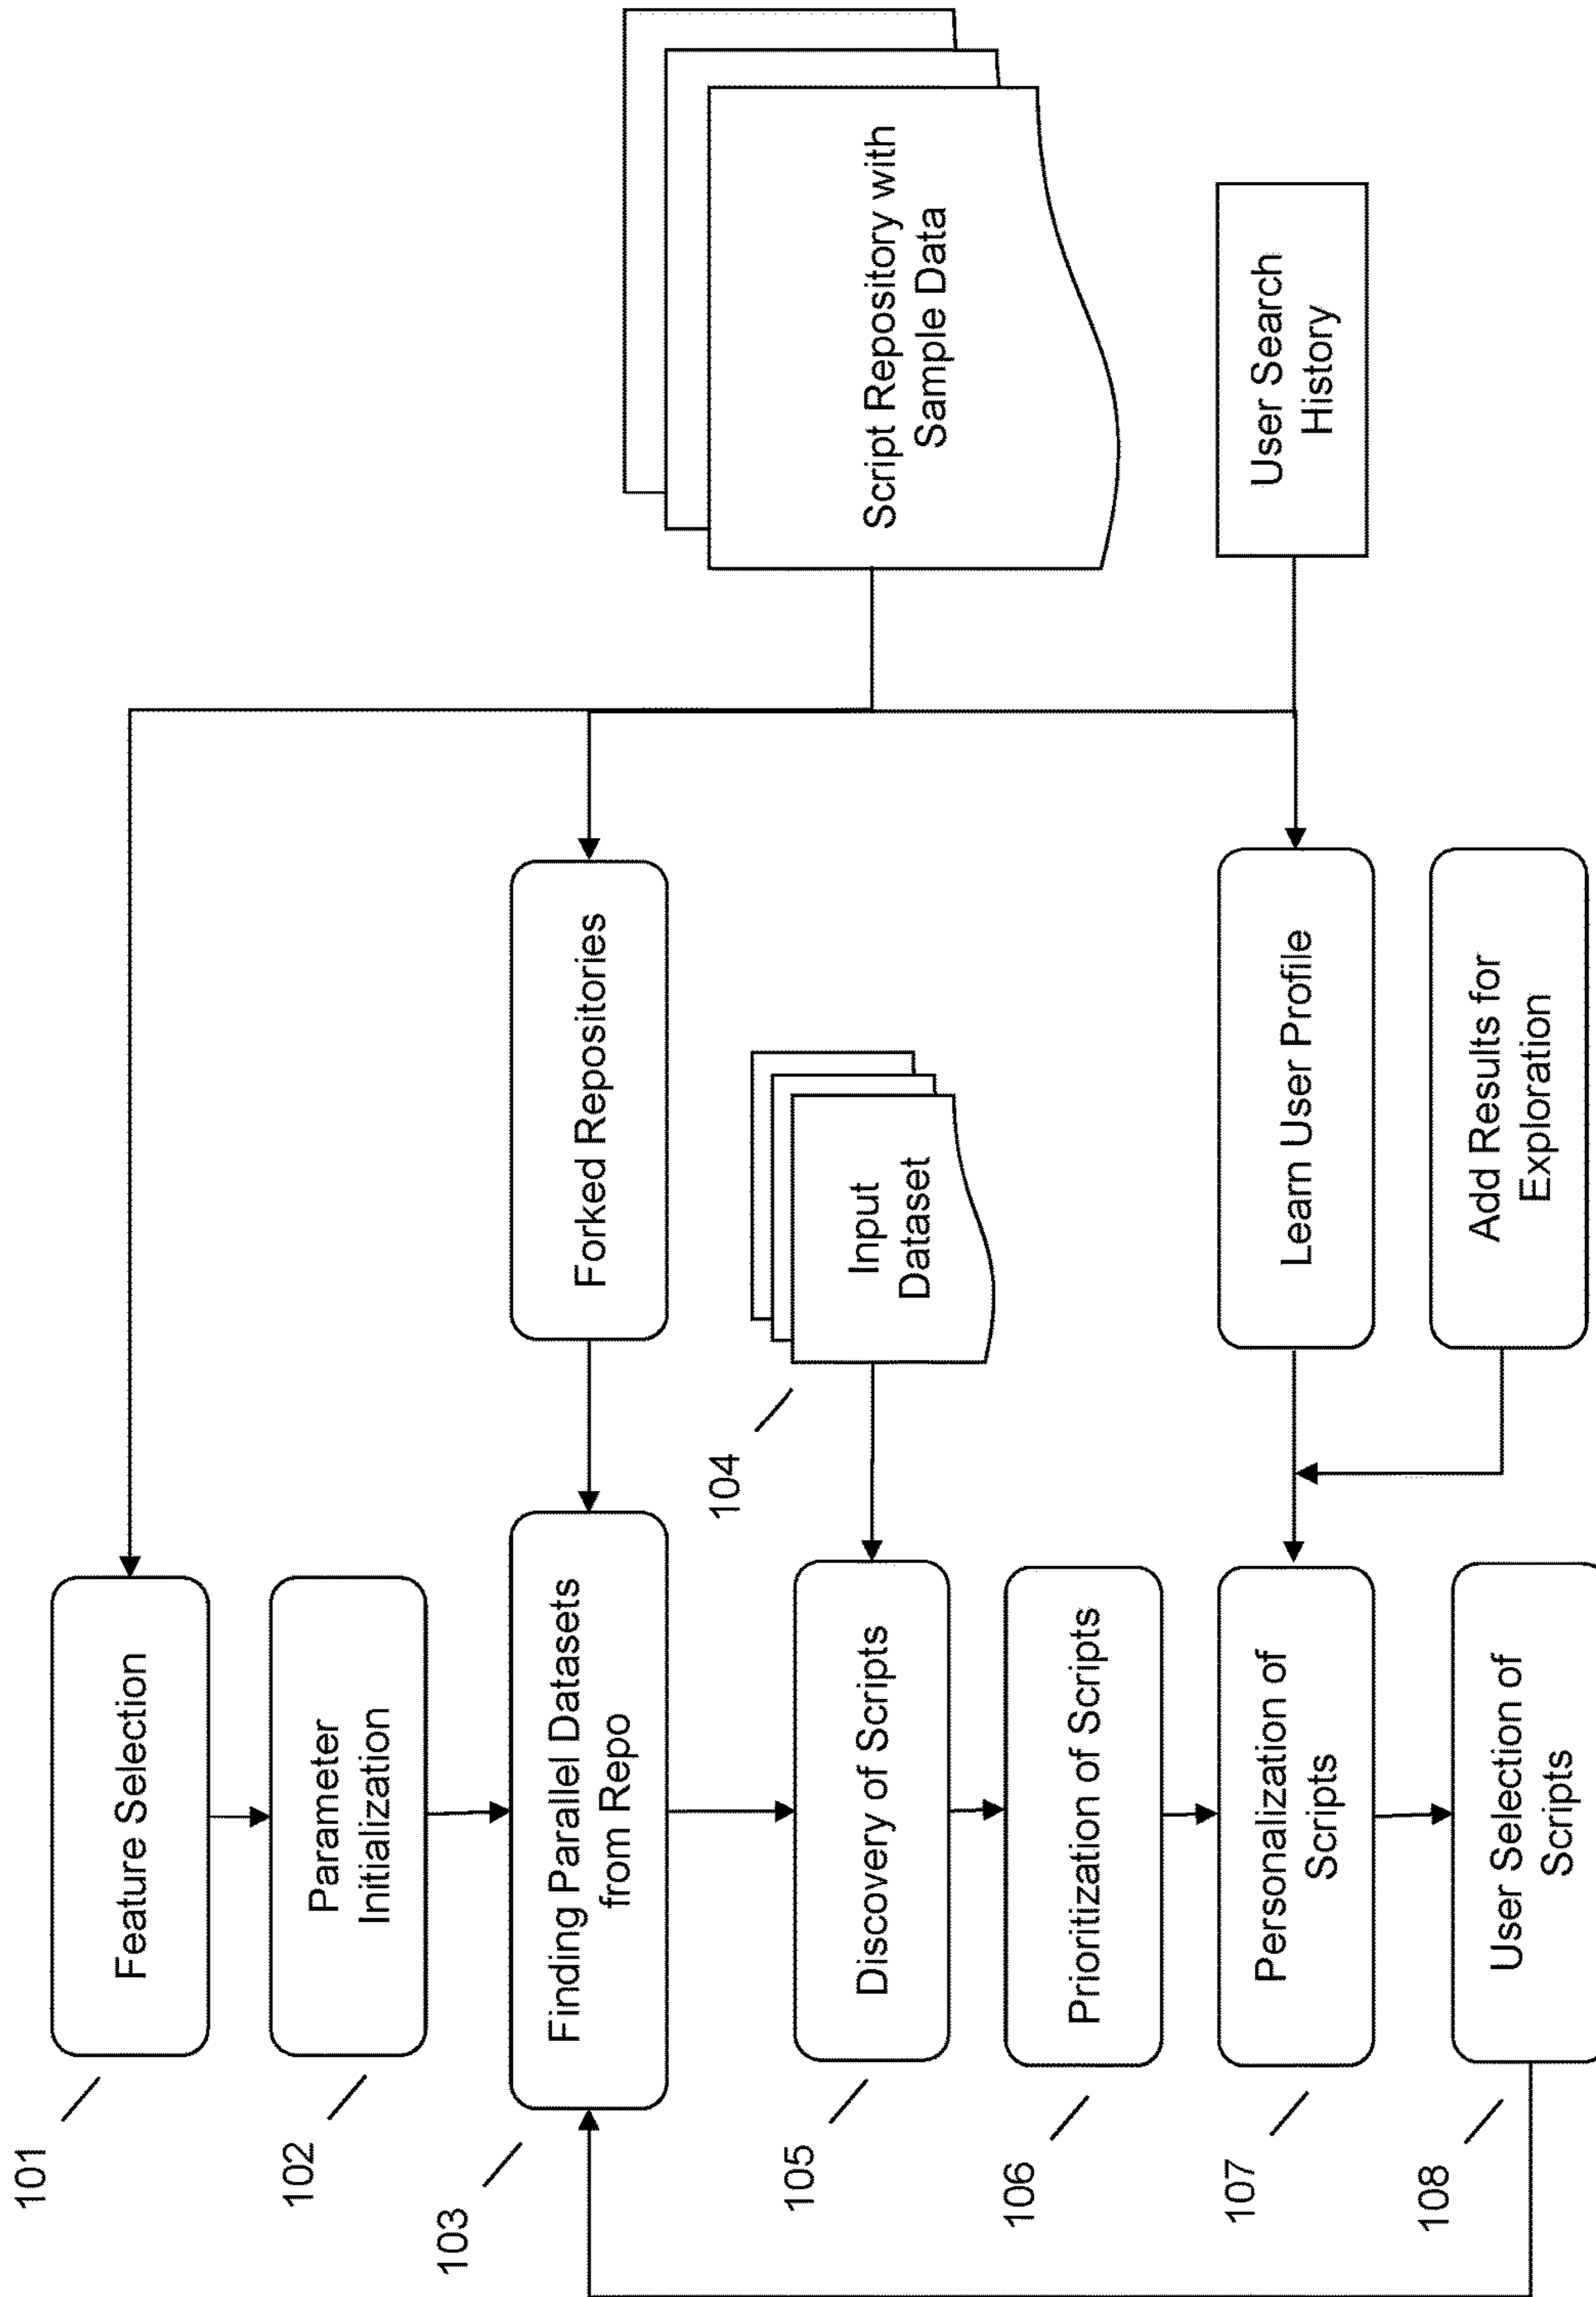 101
Feature Selection
102
Parameter
Initialization
103
Finding Parallel Datasets
from Repo
Forked Repositories
Script Repository with
Sample Data
104
Input
Dataset
105
Discovery of Scripts
106
Prioritization of Scripts
107
Personalization of
Scripts
Learn User Profile
User Search
History
108
User Selection of
Scripts
Add Results for
Exploration